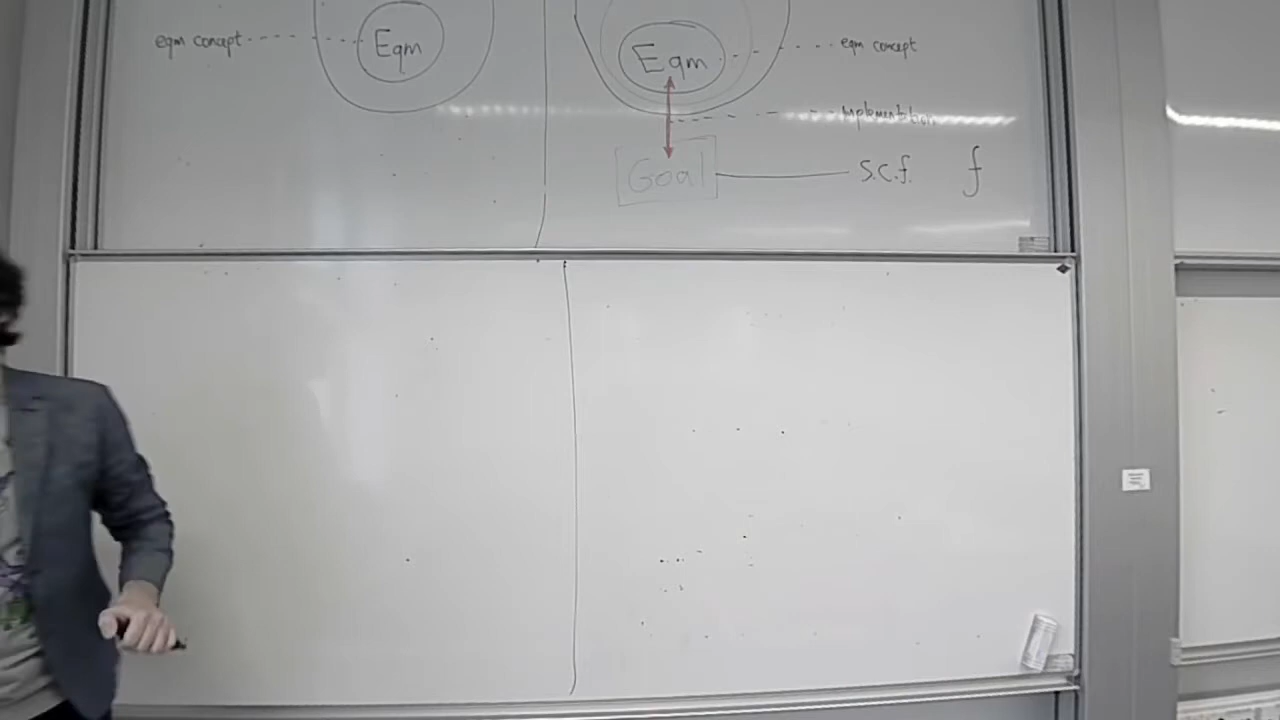 eqm concept Eqm
Eqm eqm concept
Implementation
Goal s.c.f. f